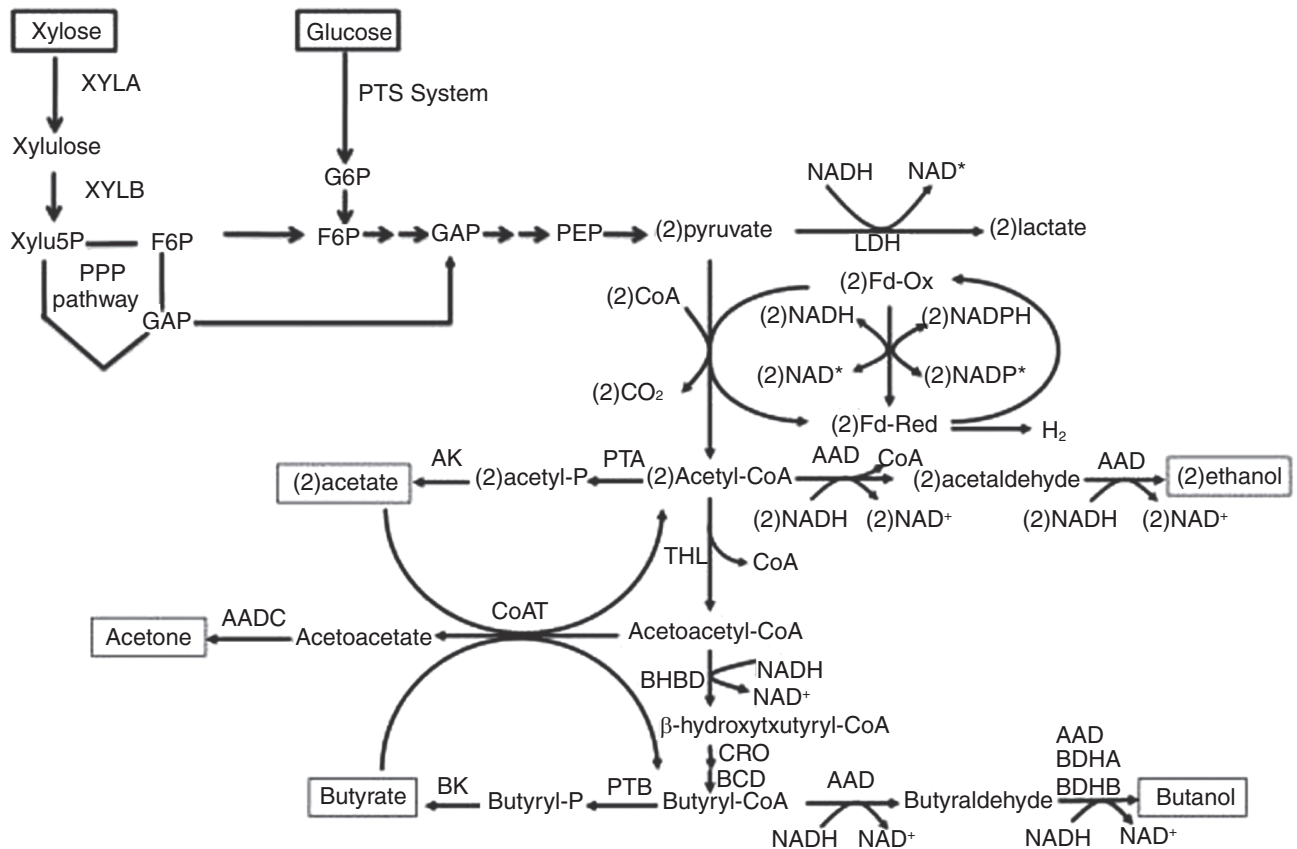 Xylose
Glucose
XYLA
PTS System
Xylulose
XYLB
G6P
NADH NAD*
Xylu5P F6P F6P GAP PEP (2)pyruvate (2)lactate
LDH
PPP
pathway
GAP
(2)CoA
(2)Fd-Ox
(2)NADH (2)NADPH
(2)NAD* (2)NADP*
(2)CO₂
(2)Fd-Red
H₂
AK PTA AAD CoA AAD
(2)acetate (2)acetyl-P (2)Acetyl-CoA (2)acetaldehyde (2)ethanol
(2)NADH (2)NAD⁺ (2)NADH (2)NAD⁺
THL
CoA
CoAT
AADC
Acetone Acetoacetate Acetoacetyl-CoA
BHBD
NADH
NAD⁺
β-hydroxytxutyryl-CoA
CRO
BCD
AAD
BDHA
BDHB
BK PTB AAD
Butyrate Butyryl-P Butyryl-CoA Butyraldehyde Butanol
NADH NAD⁺ NADH NAD⁺